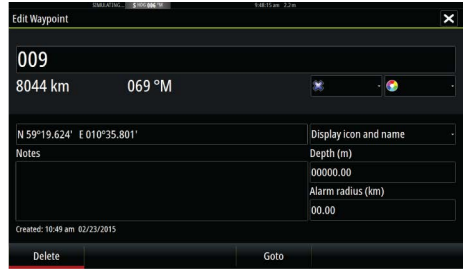 SIMULATING... 9:48:15 am 2.2 m
Edit Waypoint
009
8044 km 069 °M
N 59°19.624' E 010°35.801' Display icon and name
Notes Depth (m)
00000.00
Alarm radius (km)
00.00
Created: 10:49 am 02/23/2015
Delete Goto